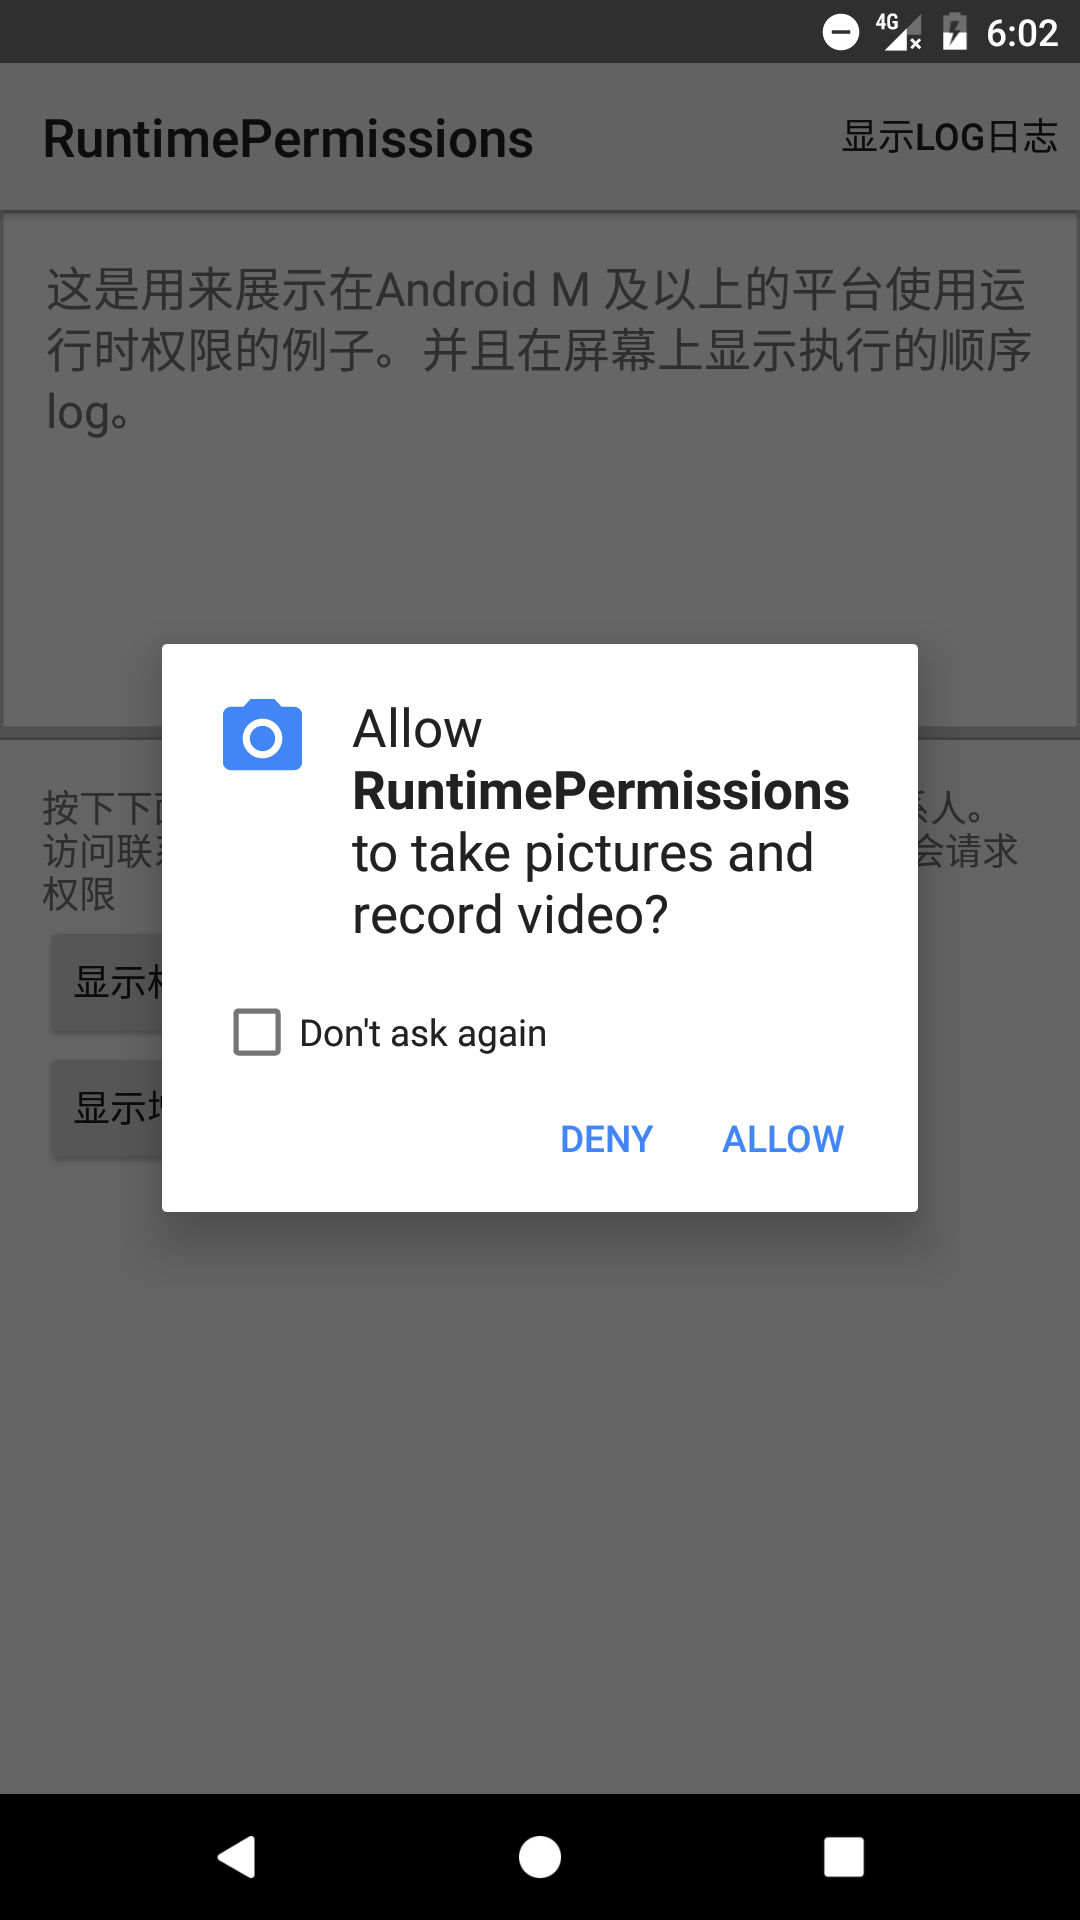 4G 6:02
RuntimePermissions 显示LOG日志
这是用来展示在Android M 及以上的平台使用运
行时权限的例子。并且在屏幕上显示执行的顺序
log。
Allow
RuntimePermissions
to take pictures and
record video?
按下下 人。
访问联 会请求
权限
显示
Don't ask again
显示
DENY ALLOW